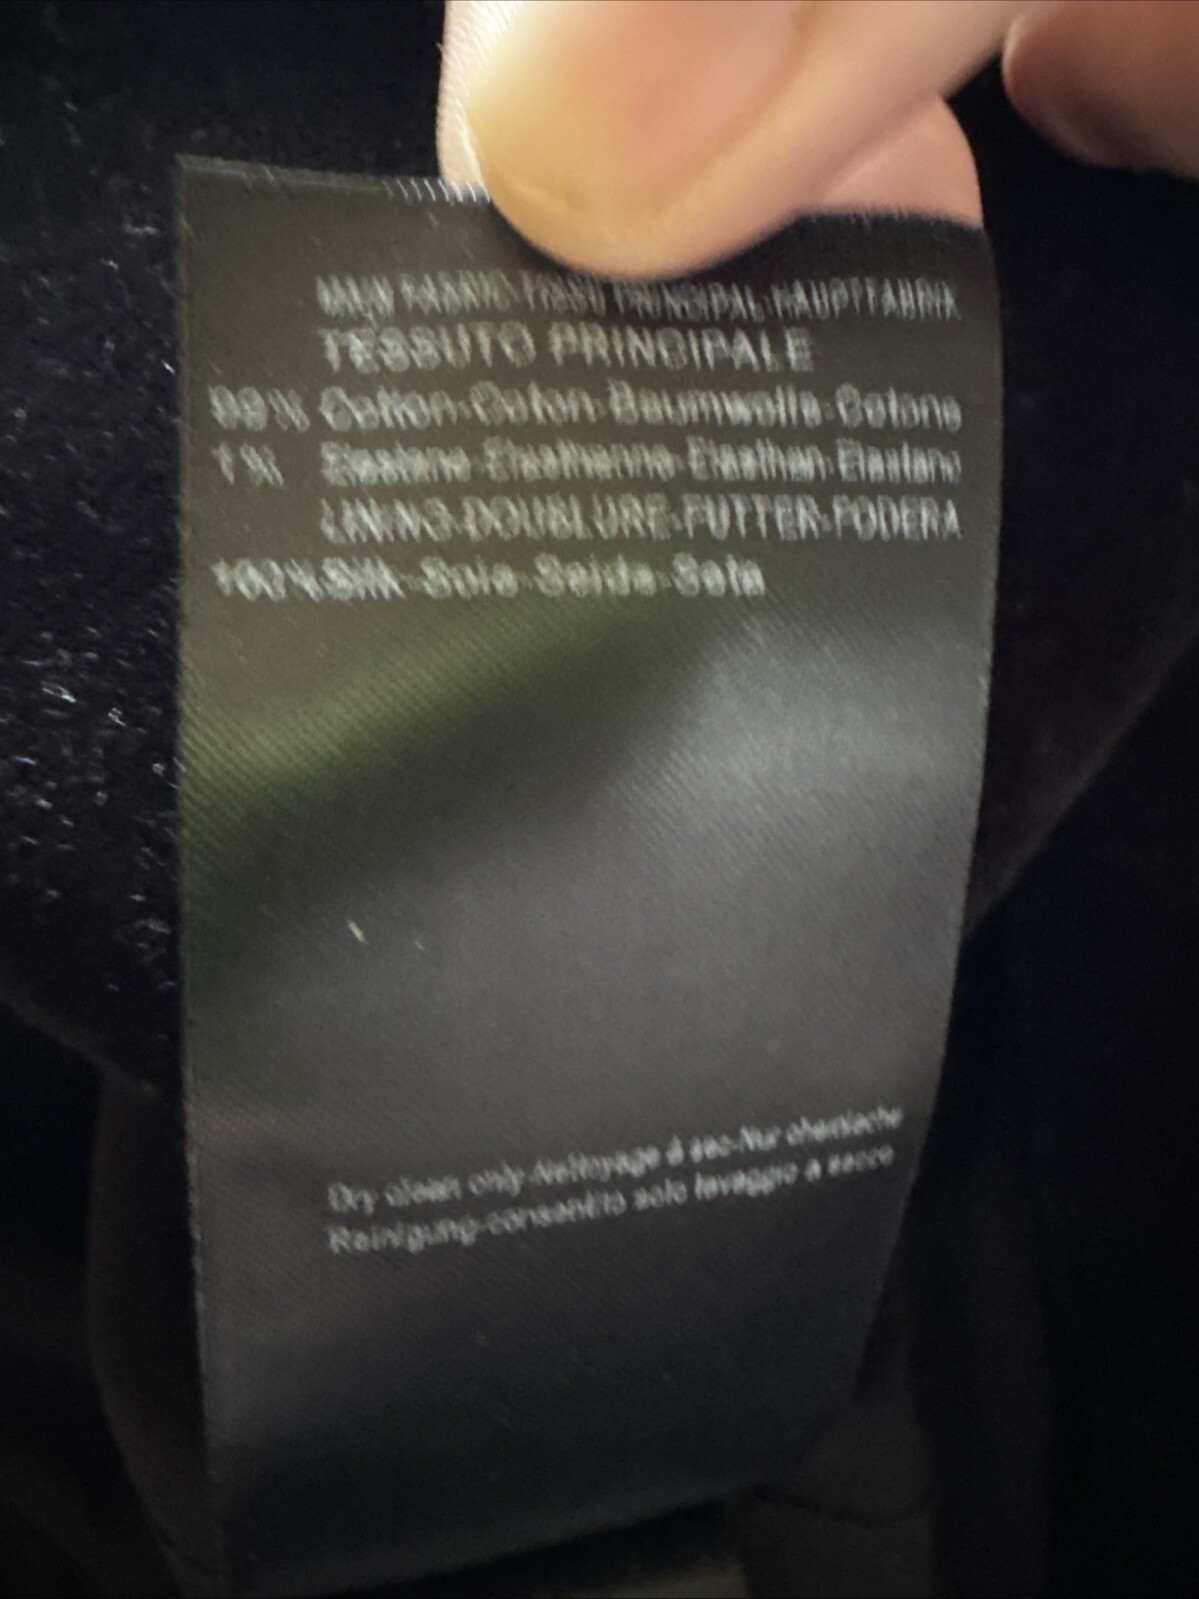 MAIN FABRIC-TISSU PRINCIPAL-HAUPTFABRIK
TESSUTO PRINCIPALE
99% Cotton-Coton-Baumwolle-Cotone
1% Elastane-Elasthanne-Elasthan-Elastane
LINING-DOUBLURE-FUTTER-FODERA
100% Silk-Soie-Seide-Seta
Dry clean only-Nettoyage à sec-Nur chemische
Reinigung-consentito solo lavaggio a secco